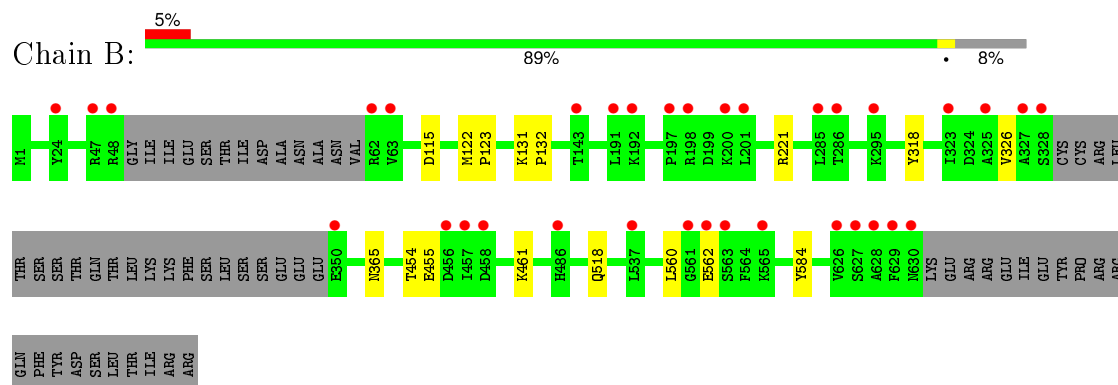 5%
Chain B:
89% • 8%
M1 Y24 R47 R48 GLY ILE ILE GLU SER THR ILE ASP ALA ASN ALA ASN VAL R62 V63 D115 M122 P123 K131 P132 T143 L191 K192 P197 R198 D199 K200 L201 R221 L285 T286 K295 Y318 I323 D324 A325 V326 A327 S328 CYS CYS ARG LEU
THR SER SER THR GLN THR LEU LYS LYS PHE SER LEU SER SER GLU GLU GLU E350 N365 T454 E455 D456 I457 D458 K461 H486 Q518 L537 L560 G561 E562 S563 F564 K565 Y584 V626 S627 A628 F629 N630 LYS GLU ARG ARG GLU ILE GLU TYR PRO ARG ARG
GLN PHE TYR ASP SER LEU THR ILE ARG ARG